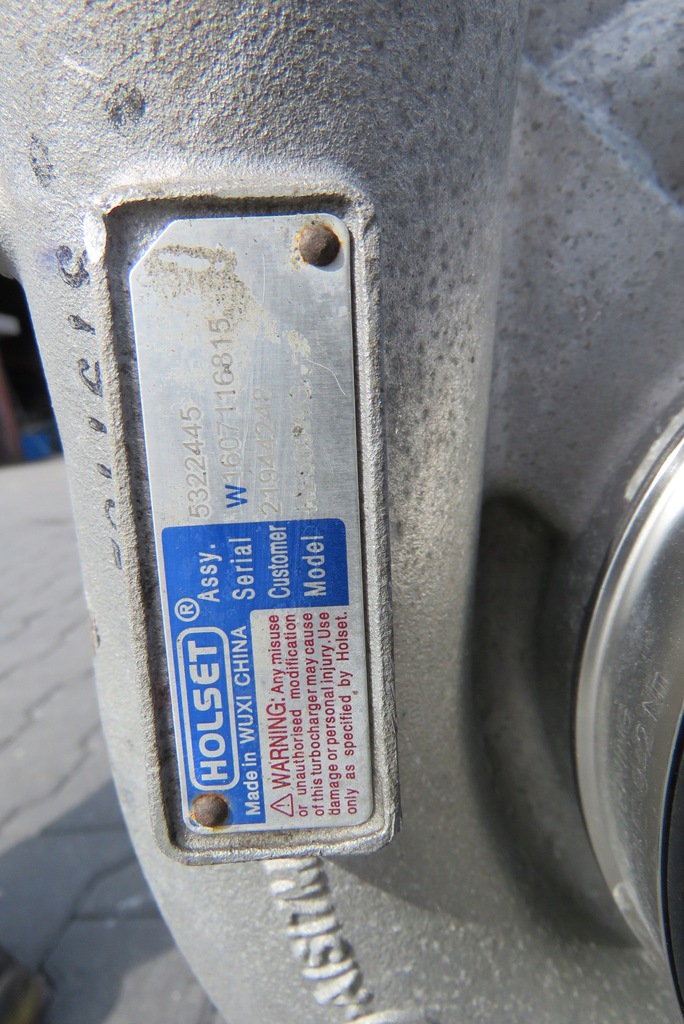 HOLSET®
Made in WUXI CHINA
Assy. 5322445
Serial W 1607116815
Customer
Model
⚠ WARNING: Any misuse
or unauthorised modification
of this turbocharger may cause
damage or personal injury. Use
only as specified by Holset.